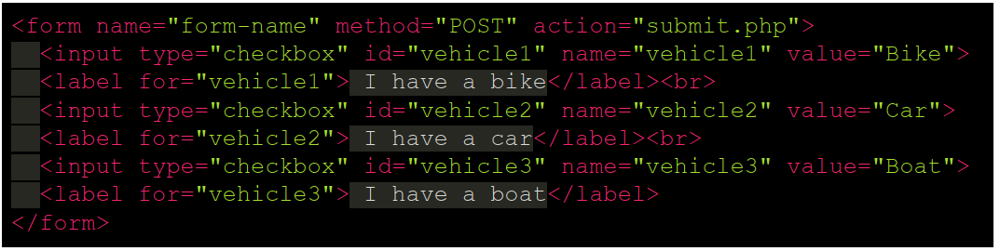 <form name="form-name" method="POST" action="submit.php">
  <input type="checkbox" id="vehicle1" name="vehicle1" value="Bike">
  <label for="vehicle1"> I have a bike</label><br>
  <input type="checkbox" id="vehicle2" name="vehicle2" value="Car">
  <label for="vehicle2"> I have a car</label><br>
  <input type="checkbox" id="vehicle3" name="vehicle3" value="Boat">
  <label for="vehicle3"> I have a boat</label>
</form>